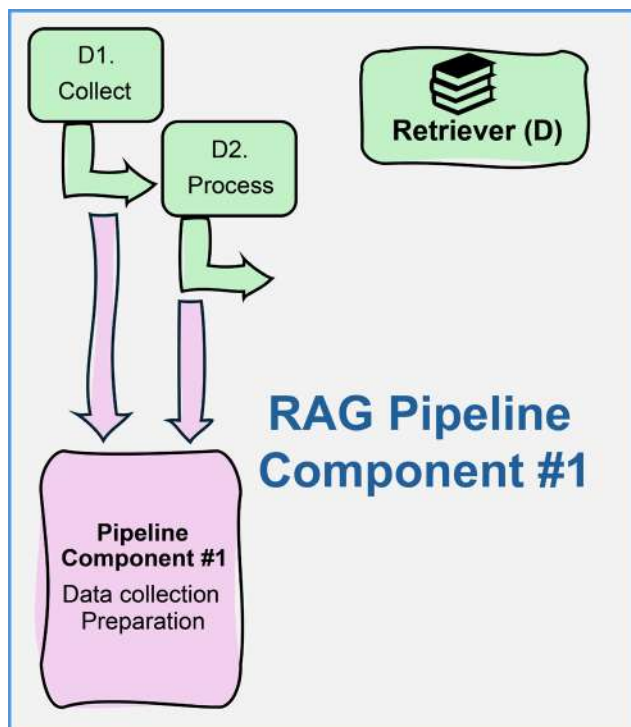 D1.
Collect
D2.
Process
Retriever (D)
RAG Pipeline
Component #1
Pipeline
Component #1
Data collection
Preparation